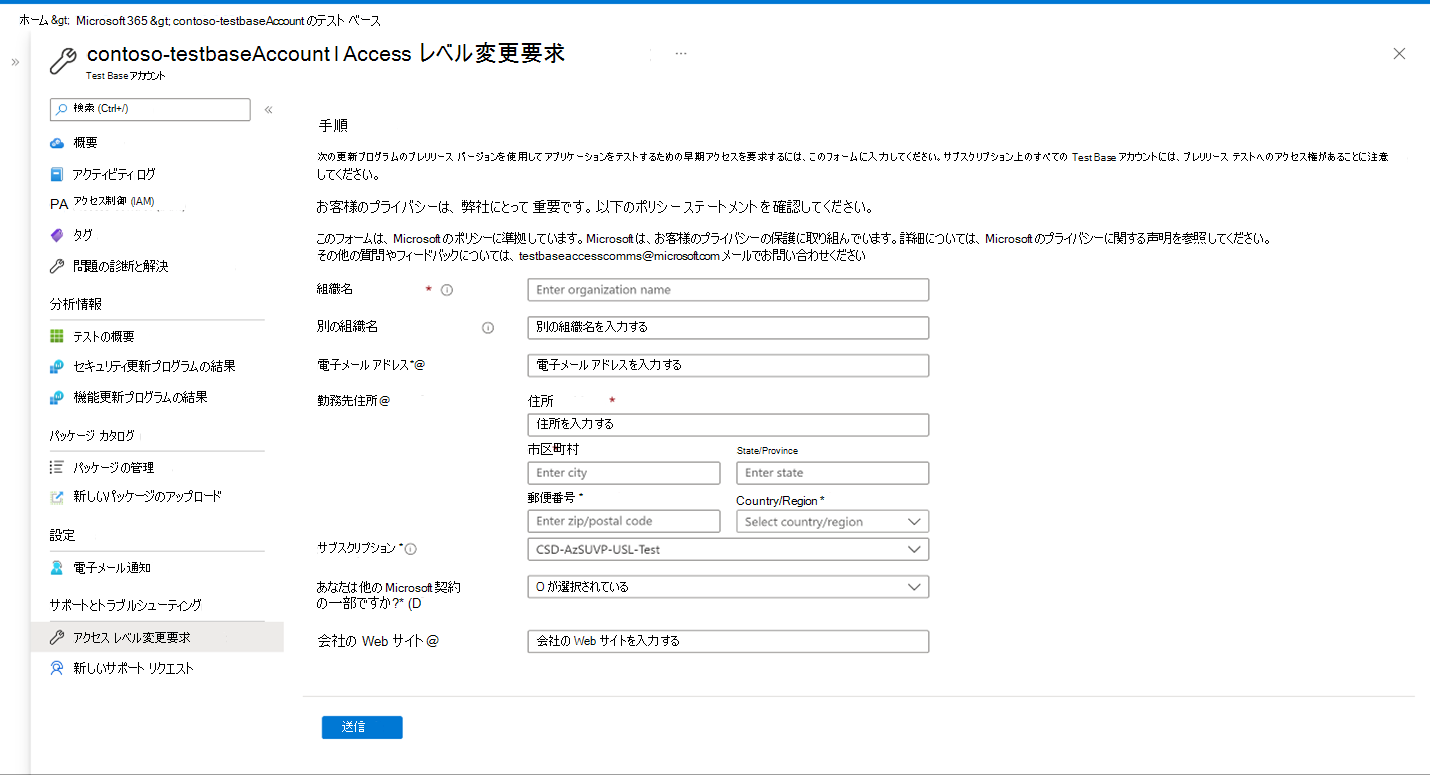 ホーム &gt; Microsoft 365 &gt; contoso-testbaseAccount のテスト ベース
contoso-testbaseAccount | Access レベル変更要求
Test Base アカウント
検索 (Ctrl+/)
概要
アクティビティ ログ
PA アクセス制御 (IAM)
タグ
問題の診断と解決
分析情報
テストの概要
セキュリティ更新プログラムの結果
機能更新プログラムの結果
パッケージ カタログ
パッケージの管理
新しいパッケージのアップロード
設定
電子メール通知
サポートとトラブルシューティング
アクセス レベル変更要求
新しいサポート リクエスト
手順
次の更新プログラムのプレリリース バージョンを使用してアプリケーションをテストするための早期アクセスを要求するには、このフォームに入力してください。サブスクリプション上のすべての Test Base アカウントには、プレリリース テストへのアクセス権があることに注意
してください。
お客様のプライバシーは、弊社にとって 重要です。以下のポリシーステートメントを確認してください。
このフォームは、Microsoft のポリシーに準拠しています。Microsoft は、お客様のプライバシーの保護に取り組んでいます。詳細については、Microsoft のプライバシーに関する声明を参照してください。
その他の質問やフィードバックについては、testbaseaccesscomms@microsoft.com メールでお問い合わせください
組織名 *
Enter organization name
別の組織名
別の組織名を入力する
電子メール アドレス*@
電子メール アドレスを入力する
勤務先住所@
住所 *
住所を入力する
市区町村
State/Province
Enter city
Enter state
郵便番号 *
Country/Region *
Enter zip/postal code
Select country/region
サブスクリプション *
CSD-AzSUVP-USL-Test
あなたは他の Microsoft 契約
の一部ですか?* (D
0 が選択されている
会社の Web サイト@
会社の Web サイトを入力する
送信